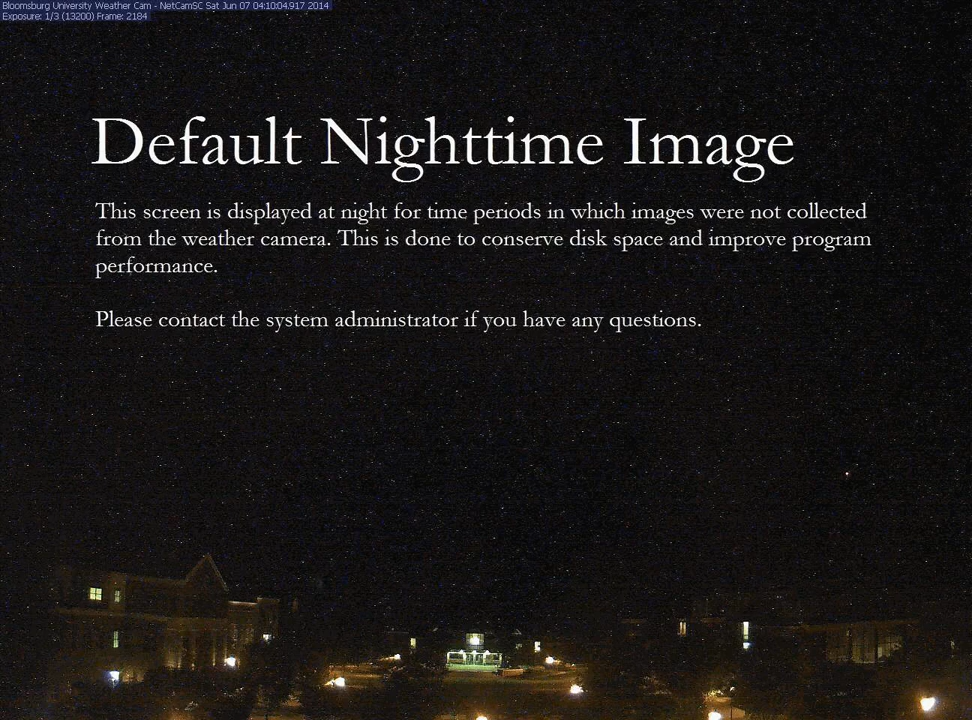 Bloomsburg University Weather Cam - NetCamSC Sat Jun 07 04:10:04.917 2014
Exposure: 1/3 (13200) Frame: 2184
Default Nighttime Image
This screen is displayed at night for time periods in which images were not collected
from the weather camera. This is done to conserve disk space and improve program
performance.
Please contact the system administrator if you have any questions.